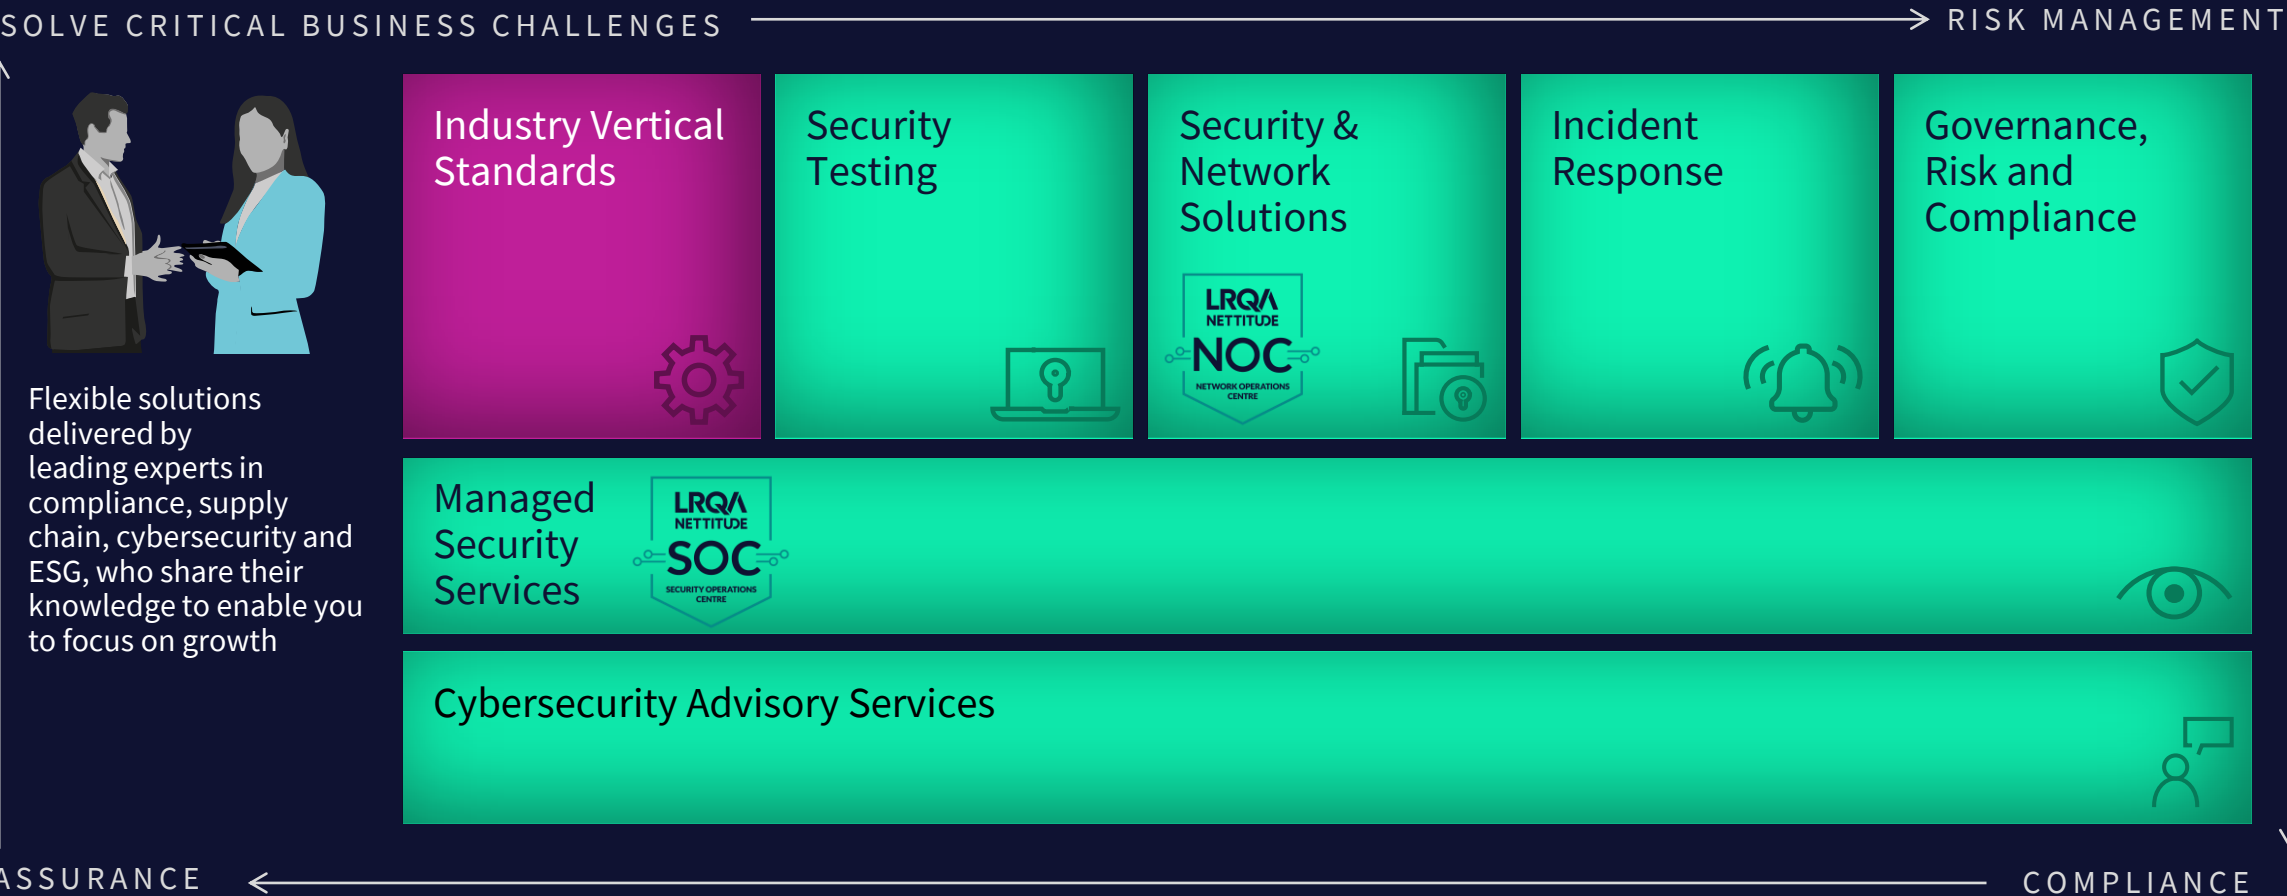 SOLVE CRITICAL BUSINESS CHALLENGES
RISK MANAGEMENT
Flexible solutions
delivered by
leading experts in
compliance, supply
chain, cybersecurity and
ESG, who share their
knowledge to enable you
to focus on growth
Industry Vertical
Standards
Security
Testing
Security &
Network
Solutions
LRQA
NETTITUDE
NOC
NETWORK OPERATIONS
CENTRE
Incident
Response
Governance,
Risk and
Compliance
Managed
Security
Services
LRQA
NETTITUDE
SOC
SECURITY OPERATIONS
CENTRE
Cybersecurity Advisory Services
ASSURANCE
COMPLIANCE